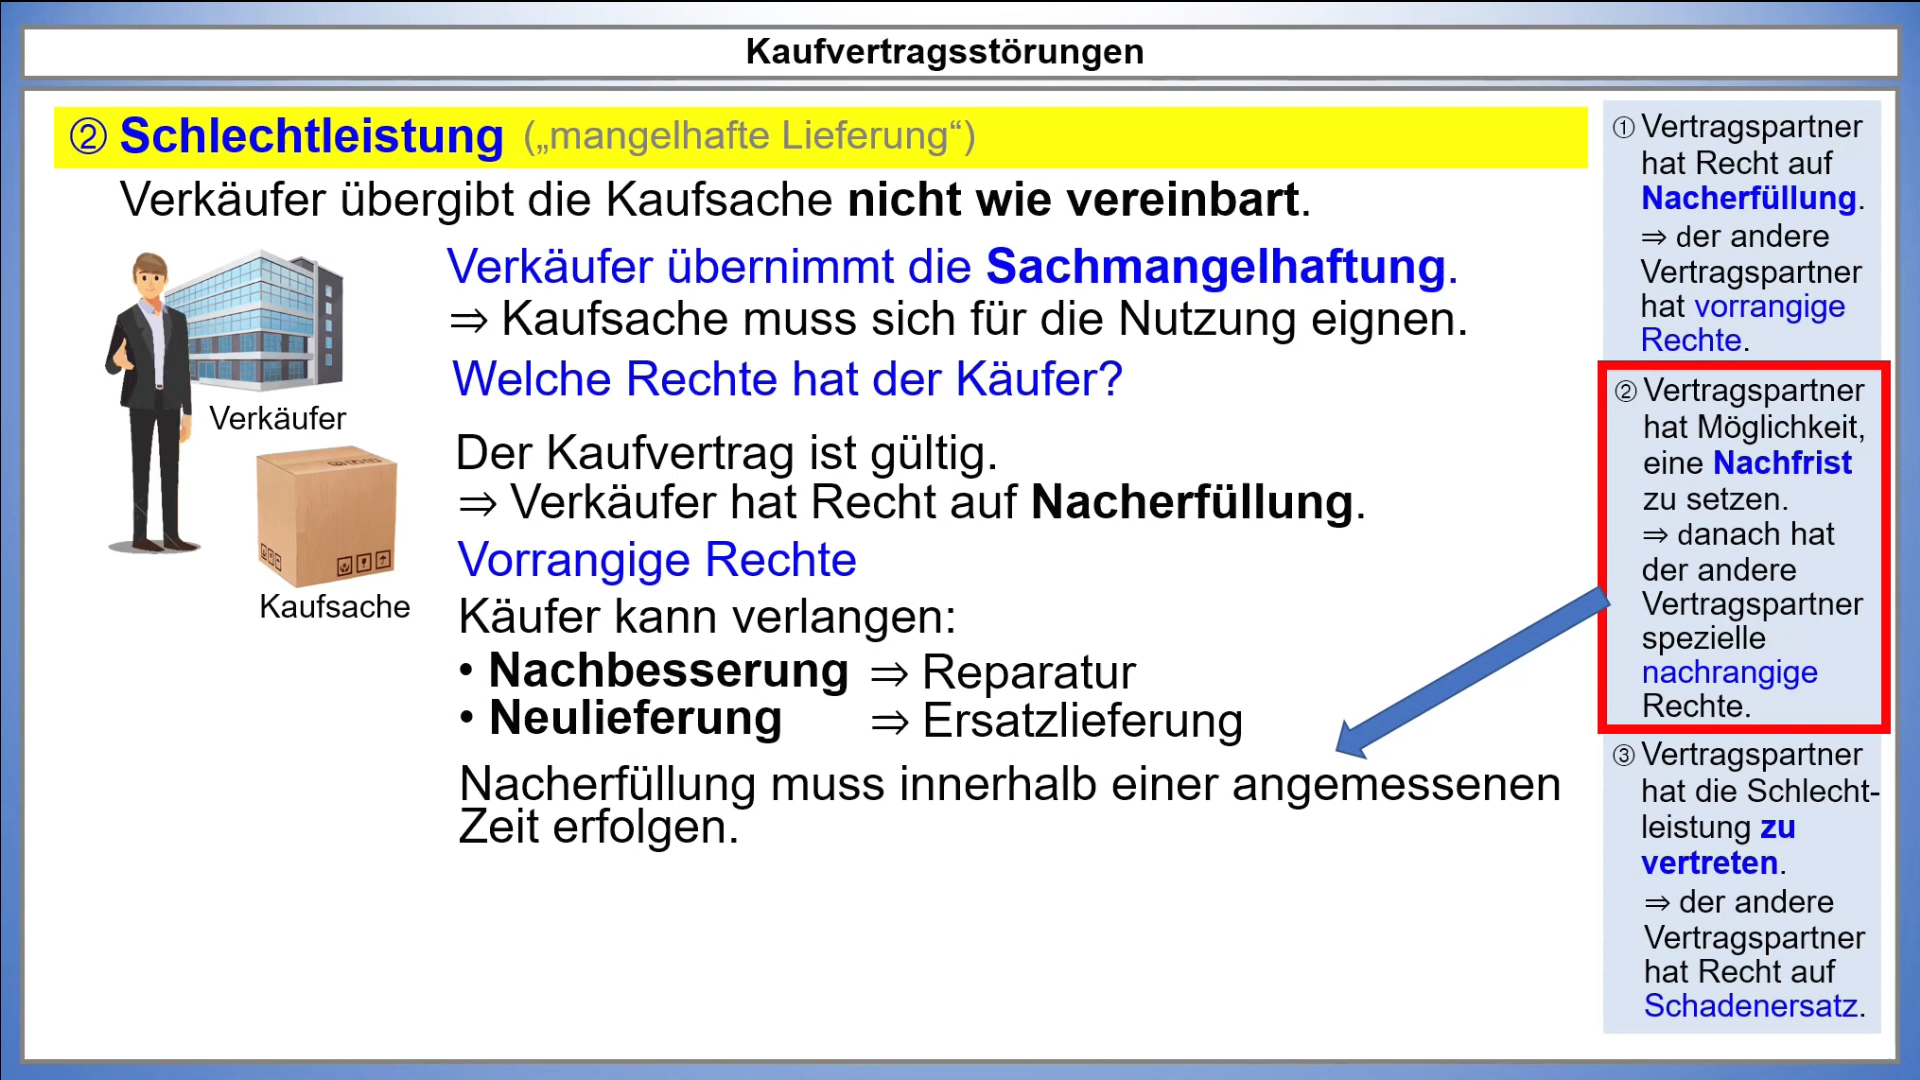 Kaufvertragsstörungen
② Schlechtleistung („mangelhafte Lieferung“)
Verkäufer übergibt die Kaufsache nicht wie vereinbart.
Verkäufer übernimmt die Sachmangelhaftung.
⇒ Kaufsache muss sich für die Nutzung eignen.
Welche Rechte hat der Käufer?
Verkäufer
Der Kaufvertrag ist gültig.
⇒ Verkäufer hat Recht auf Nacherfüllung.
Vorrangige Rechte
Kaufsache
Käufer kann verlangen:
• Nachbesserung ⇒ Reparatur
• Neulieferung ⇒ Ersatzlieferung
Nacherfüllung muss innerhalb einer angemessenen
Zeit erfolgen.
① Vertragspartner
hat Recht auf
Nacherfüllung.
⇒ der andere
Vertragspartner
hat vorrangige
Rechte.
② Vertragspartner
hat Möglichkeit,
eine Nachfrist
zu setzen.
⇒ danach hat
der andere
Vertragspartner
spezielle
nachrangige
Rechte.
③ Vertragspartner
hat die Schlecht-
leistung zu
vertreten.
⇒ der andere
Vertragspartner
hat Recht auf
Schadenersatz.